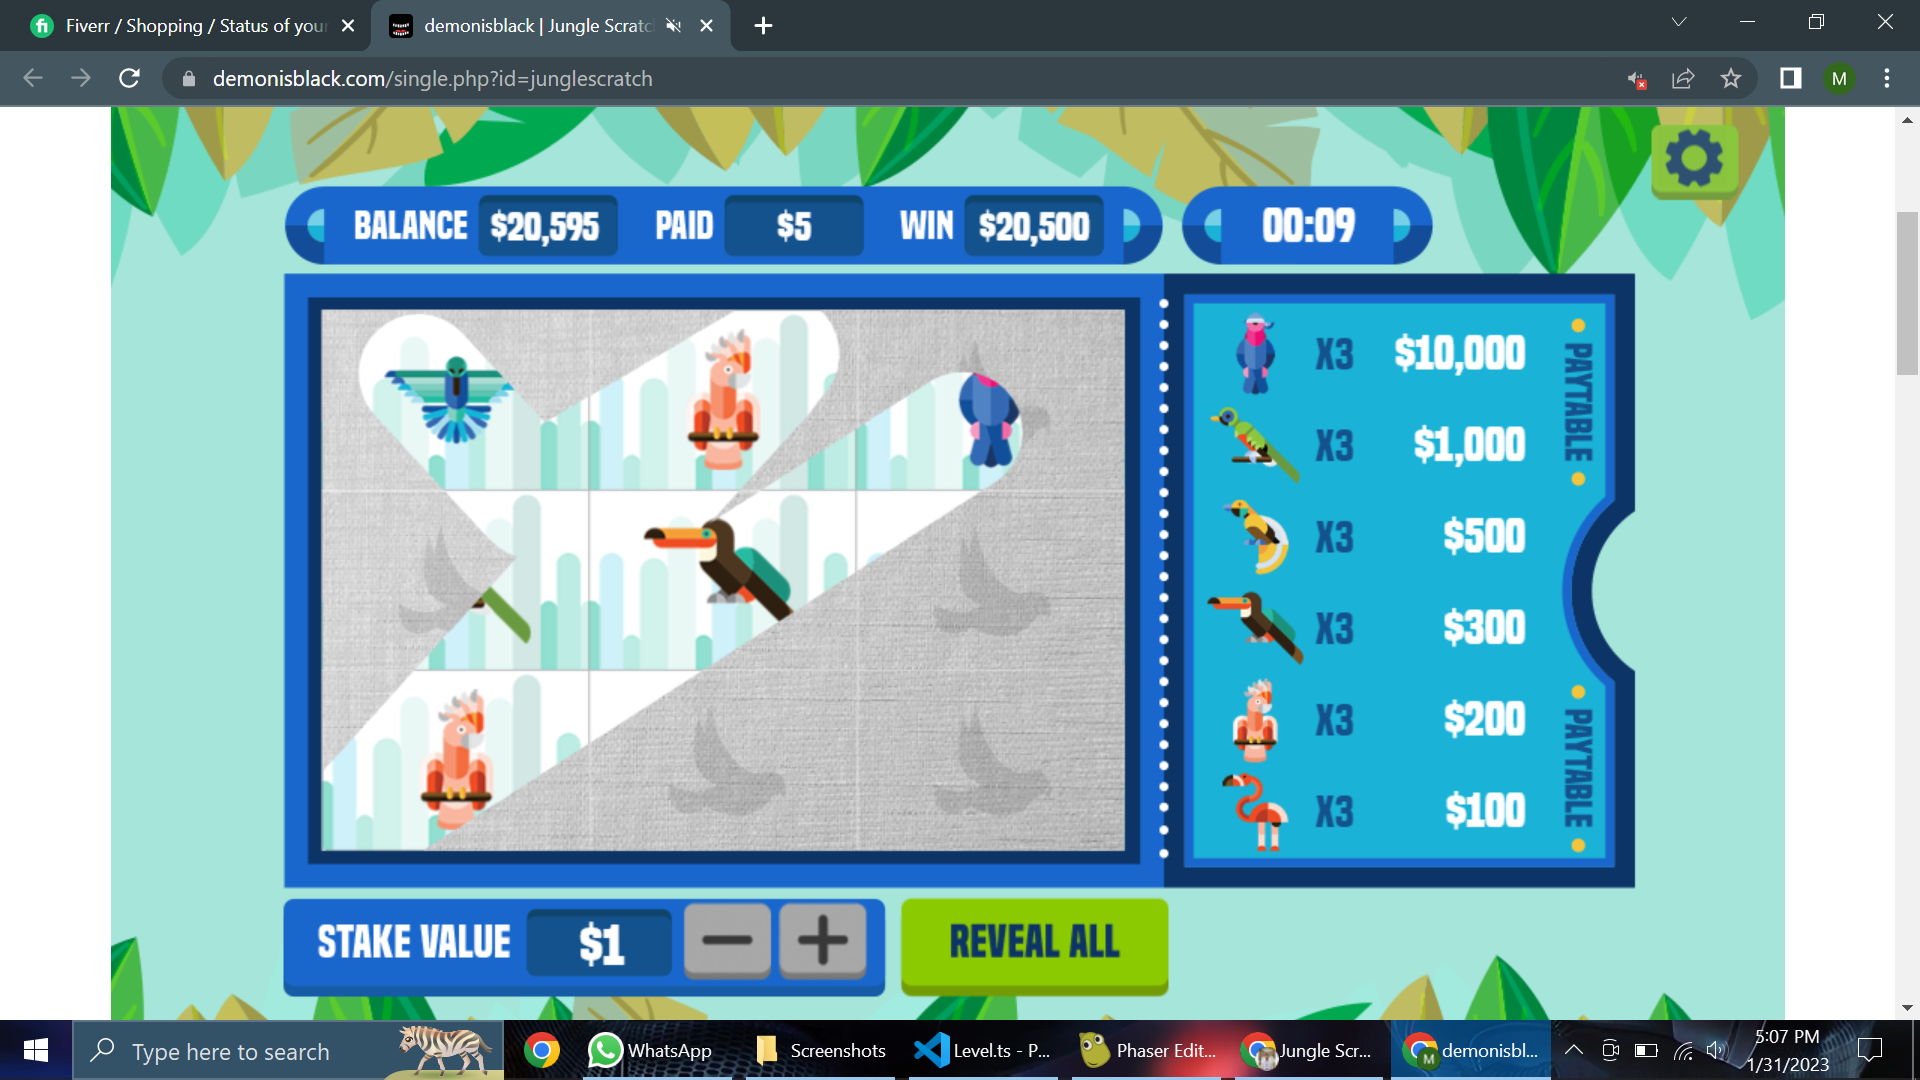 Fiverr / Shopping / Status of your
demonisblack | Jungle Scratc
demonisblack.com/single.php?id=junglescratch
M
BALANCE $20,595 PAID $5 WIN $20,500 00:09
X3 $10,000
X3 $1,000
X3 $500
X3 $300
X3 $200
X3 $100
PAYTABLE
PAYTABLE
STAKE VALUE $1
REVEAL ALL
Type here to search
WhatsApp
Screenshots
Level.ts - P...
Phaser Edit...
Jungle Scr...
demonisbl...
5:07 PM
1/31/2023